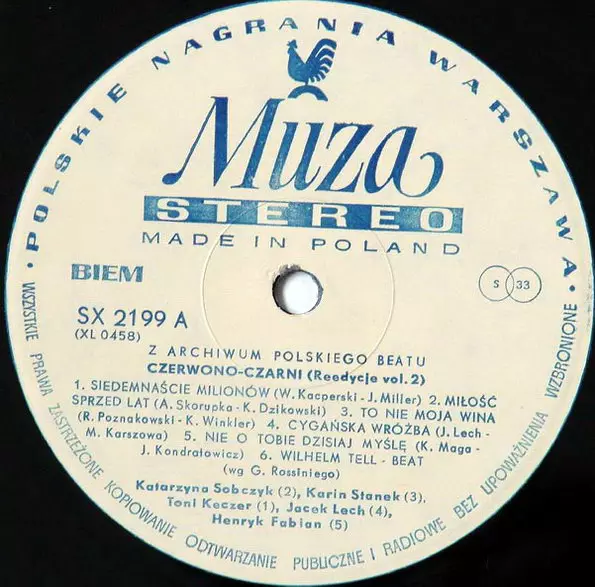 POLSKIE NAGRANIA WARSZAWA
Muza
STEREO
MADE IN POLAND
BIEM
S 33
SX 2199 A
(XL 0458)
Z ARCHIWUM POLSKIEGO BEATU
CZERWONO-CZARNI (Reedycje vol. 2)
1. SIEDEMNAŚCIE MILIONÓW (W. Kacperski - J. Miller) 2. MIŁOŚĆ
SPRZED LAT (A. Skorupka - K. Dzikowski) 3. TO NIE MOJA WINA
(R. Poznakowski - K. Winkler) 4. CYGAŃSKA WRÓŻBA (J. Lech -
M. Karszowa) 5. NIE O TOBIE DZISIAJ MYŚLĘ (K. Maga -
J. Kondratowicz) 6. WILHELM TELL - BEAT
(wg G. Rossiniego)
Katarzyna Sobczyk (2), Karin Stanek (3),
Toni Keczer (1), Jacek Lech (4),
Henryk Fabian (5)
• WSZYSTKIE PRAWA ZASTRZEŻONE KOPIOWANIE ODTWARZANIE PUBLICZNE I RADIOWE BEZ UPOWAŻNIENIA WZBRONIONE •